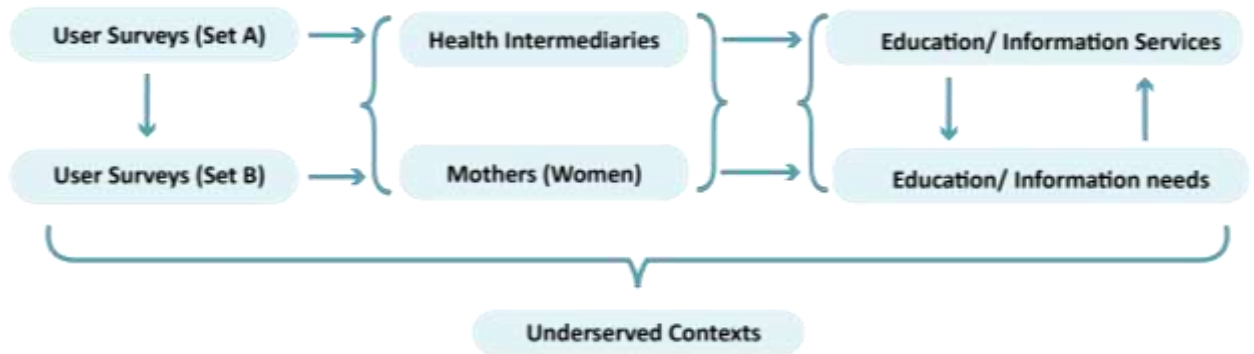 User Surveys (Set A)
Health Intermediaries
Education/ Information Services
User Surveys (Set B)
Mothers (Women)
Education/ Information needs
Underserved Contexts